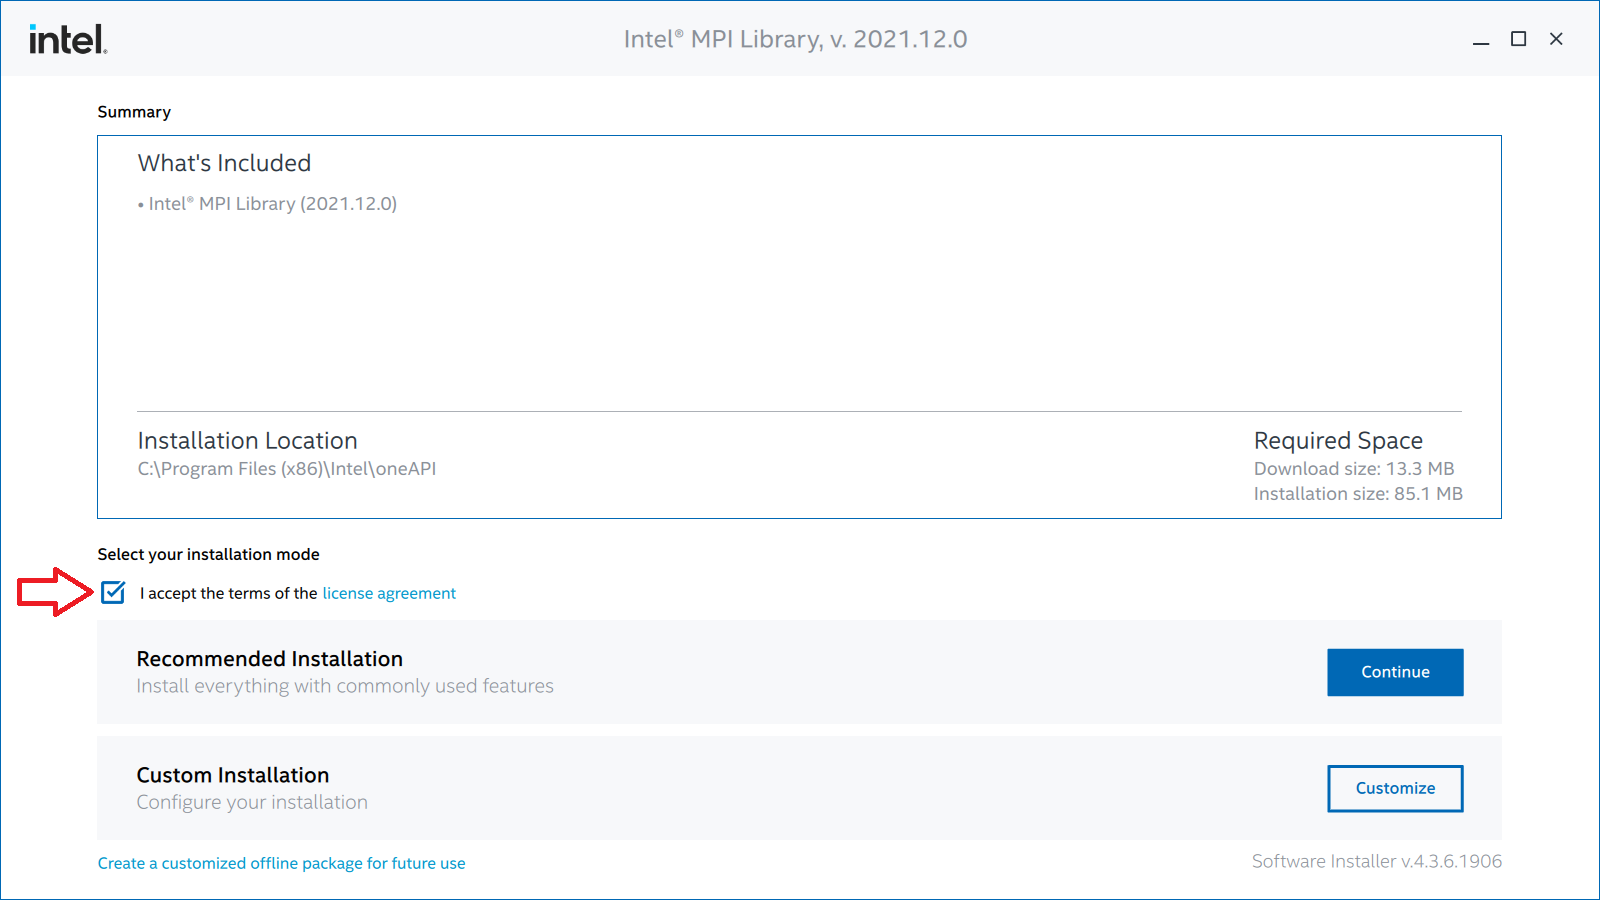 intel.
Intel® MPI Library, v. 2021.12.0
Summary
What's Included
• Intel® MPI Library (2021.12.0)
Installation Location
C:\Program Files (x86)\Intel\oneAPI
Required Space
Download size: 13.3 MB
Installation size: 85.1 MB
Select your installation mode
I accept the terms of the license agreement
Recommended Installation
Install everything with commonly used features
Continue
Custom Installation
Configure your installation
Customize
Create a customized offline package for future use
Software Installer v.4.3.6.1906